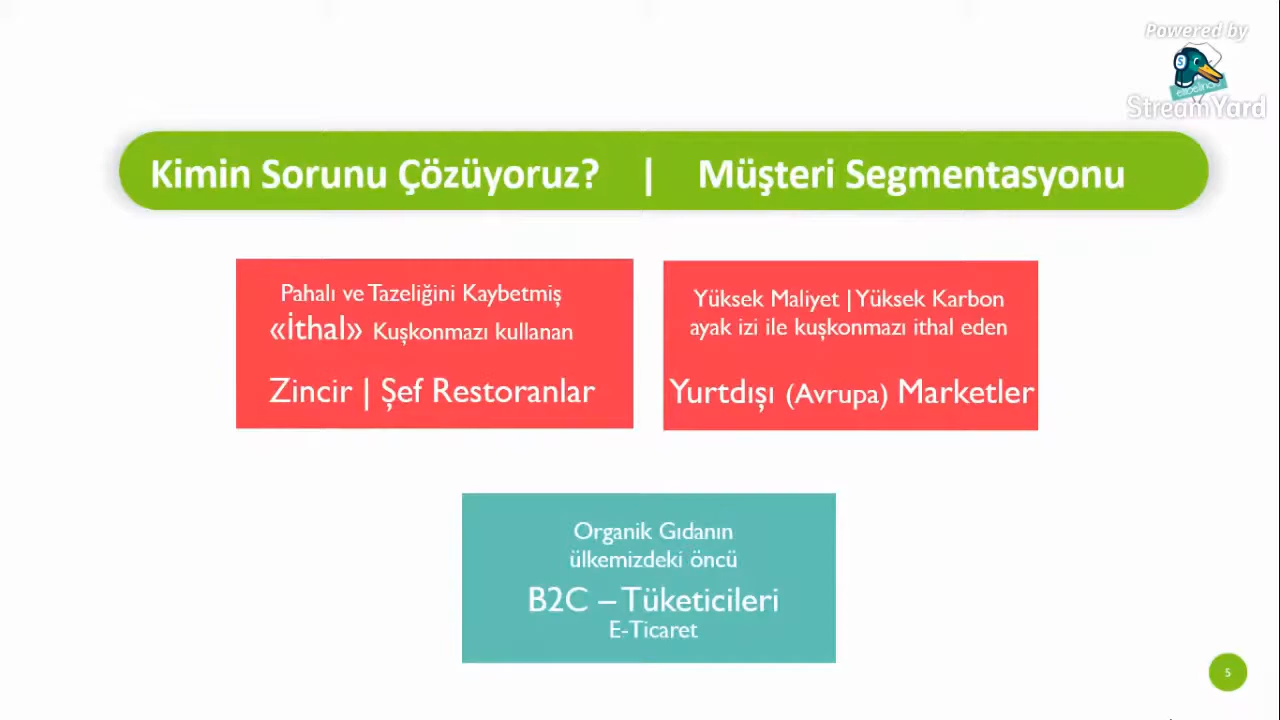 Powered by
StreamYard
Kimin Sorunu Çözüyoruz? | Müşteri Segmentasyonu
Pahalı ve Tazeliğini Kaybetmiş
«İthal» Kuşkonmazı kullanan
Zincir | Şef Restoranlar
Yüksek Maliyet | Yüksek Karbon
ayak izi ile kuşkonmazı ithal eden
Yurtdışı (Avrupa) Marketler
Organik Gıdanın
ülkemizdeki öncü
B2C – Tüketicileri
E-Ticaret
5